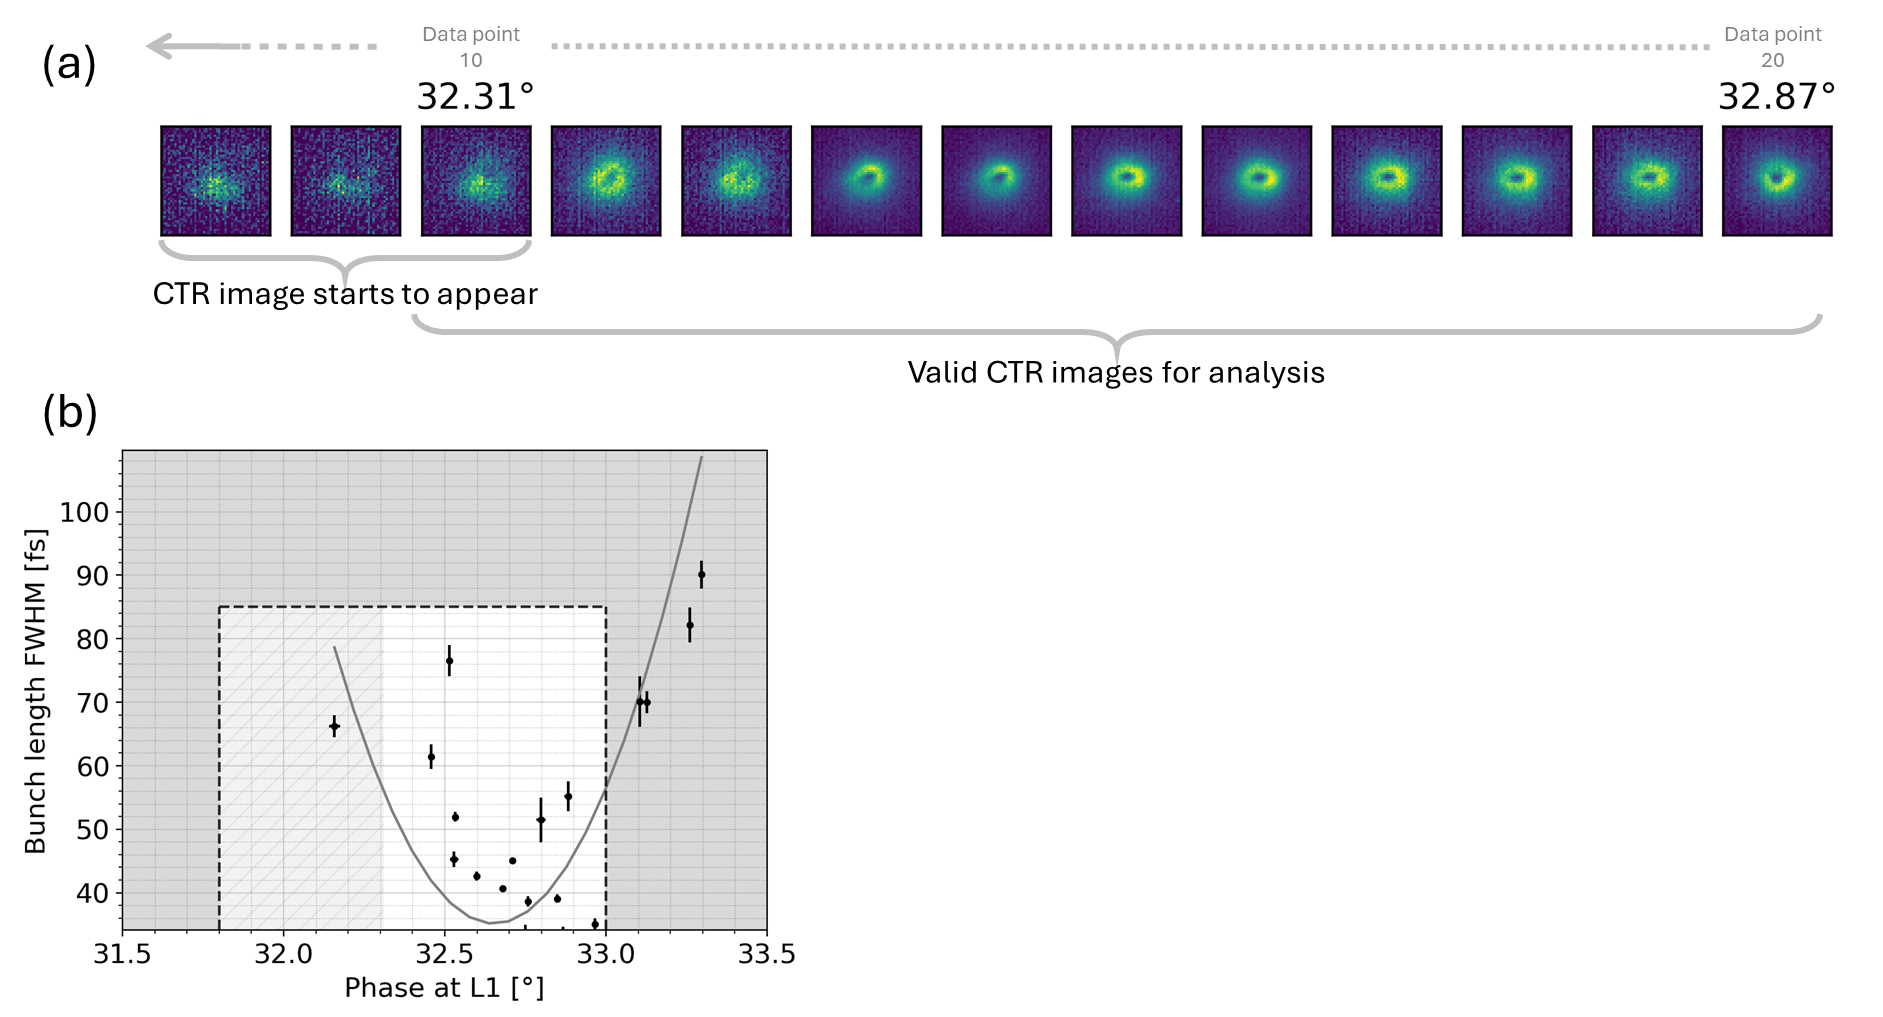 (a)
Data point
10
32.31°
Data point
20
32.87°
CTR image starts to appear
Valid CTR images for analysis
(b)
Bunch length FWHM [fs]
100
90
80
70
60
50
40
31.5
32.0
32.5
33.0
33.5
Phase at L1 [°]